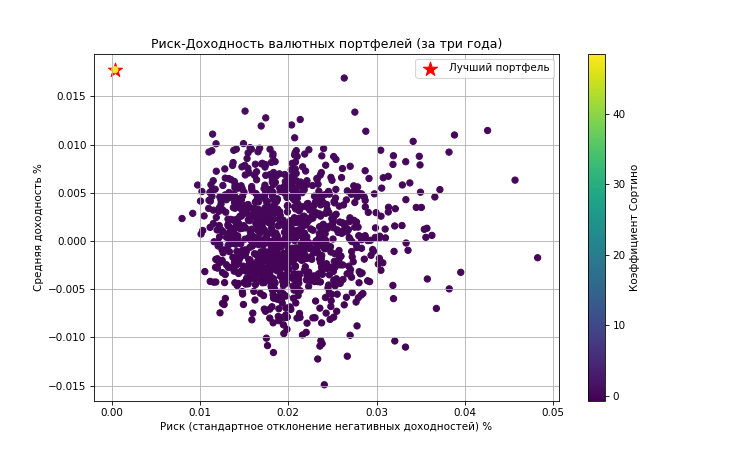 Риск-Доходность валютных портфелей (за три года)
Лучший портфель
0.015
0.010
0.005
0.000
−0.005
−0.010
−0.015
Средняя доходность %
0.00 0.01 0.02 0.03 0.04 0.05
Риск (стандартное отклонение негативных доходностей) %
40
30
20
10
0
Коэффициент Сортино